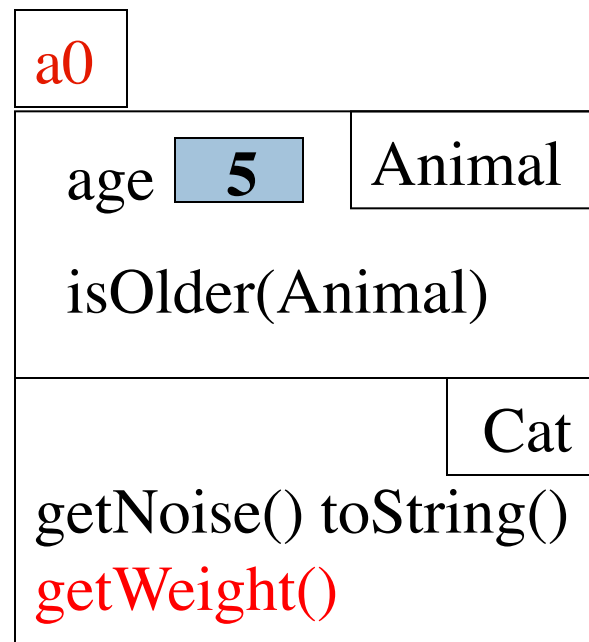 a0
age 5 Animal
isOlder(Animal)
Cat
getNoise() toString()
getWeight()